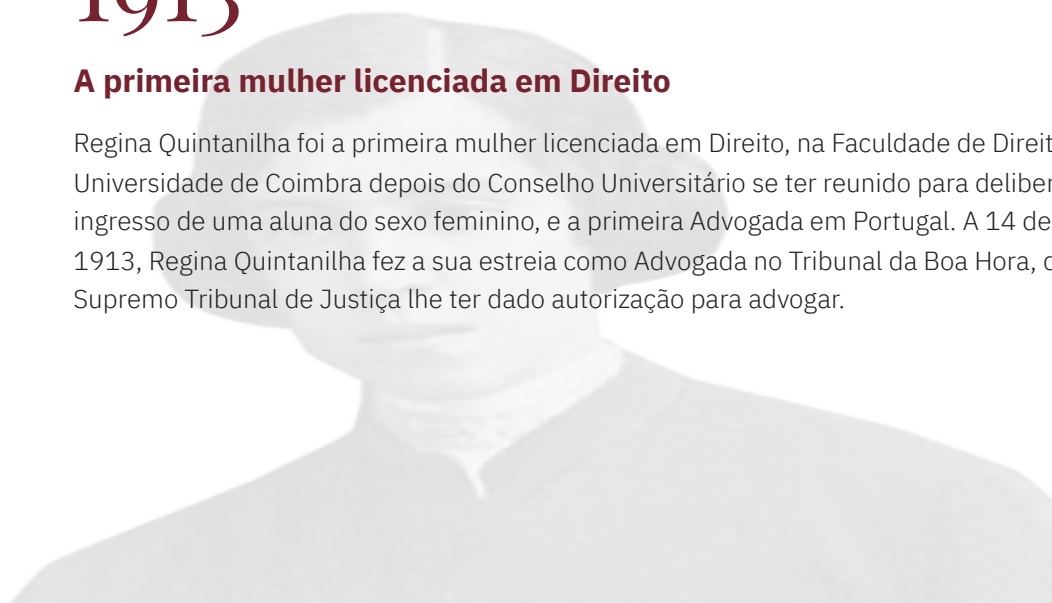 1913
A primeira mulher licenciada em Direito
Regina Quintanilha foi a primeira mulher licenciada em Direito, na Faculdade de Direit
Universidade de Coimbra depois do Conselho Universitário se ter reunido para deliber
ingresso de uma aluna do sexo feminino, e a primeira Advogada em Portugal. A 14 de
1913, Regina Quintanilha fez a sua estreia como Advogada no Tribunal da Boa Hora, d
Supremo Tribunal de Justiça lhe ter dado autorização para advogar.